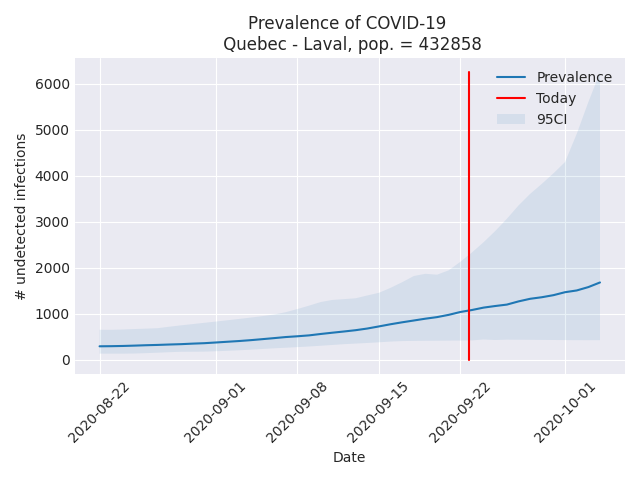 Prevalence of COVID-19
Quebec - Laval, pop. = 432858
Prevalence
Today
95CI
6000
5000
4000
3000
2000
1000
0
# undetected infections
2020-08-22
2020-09-01
2020-09-08
2020-09-15
2020-09-22
2020-10-01
Date